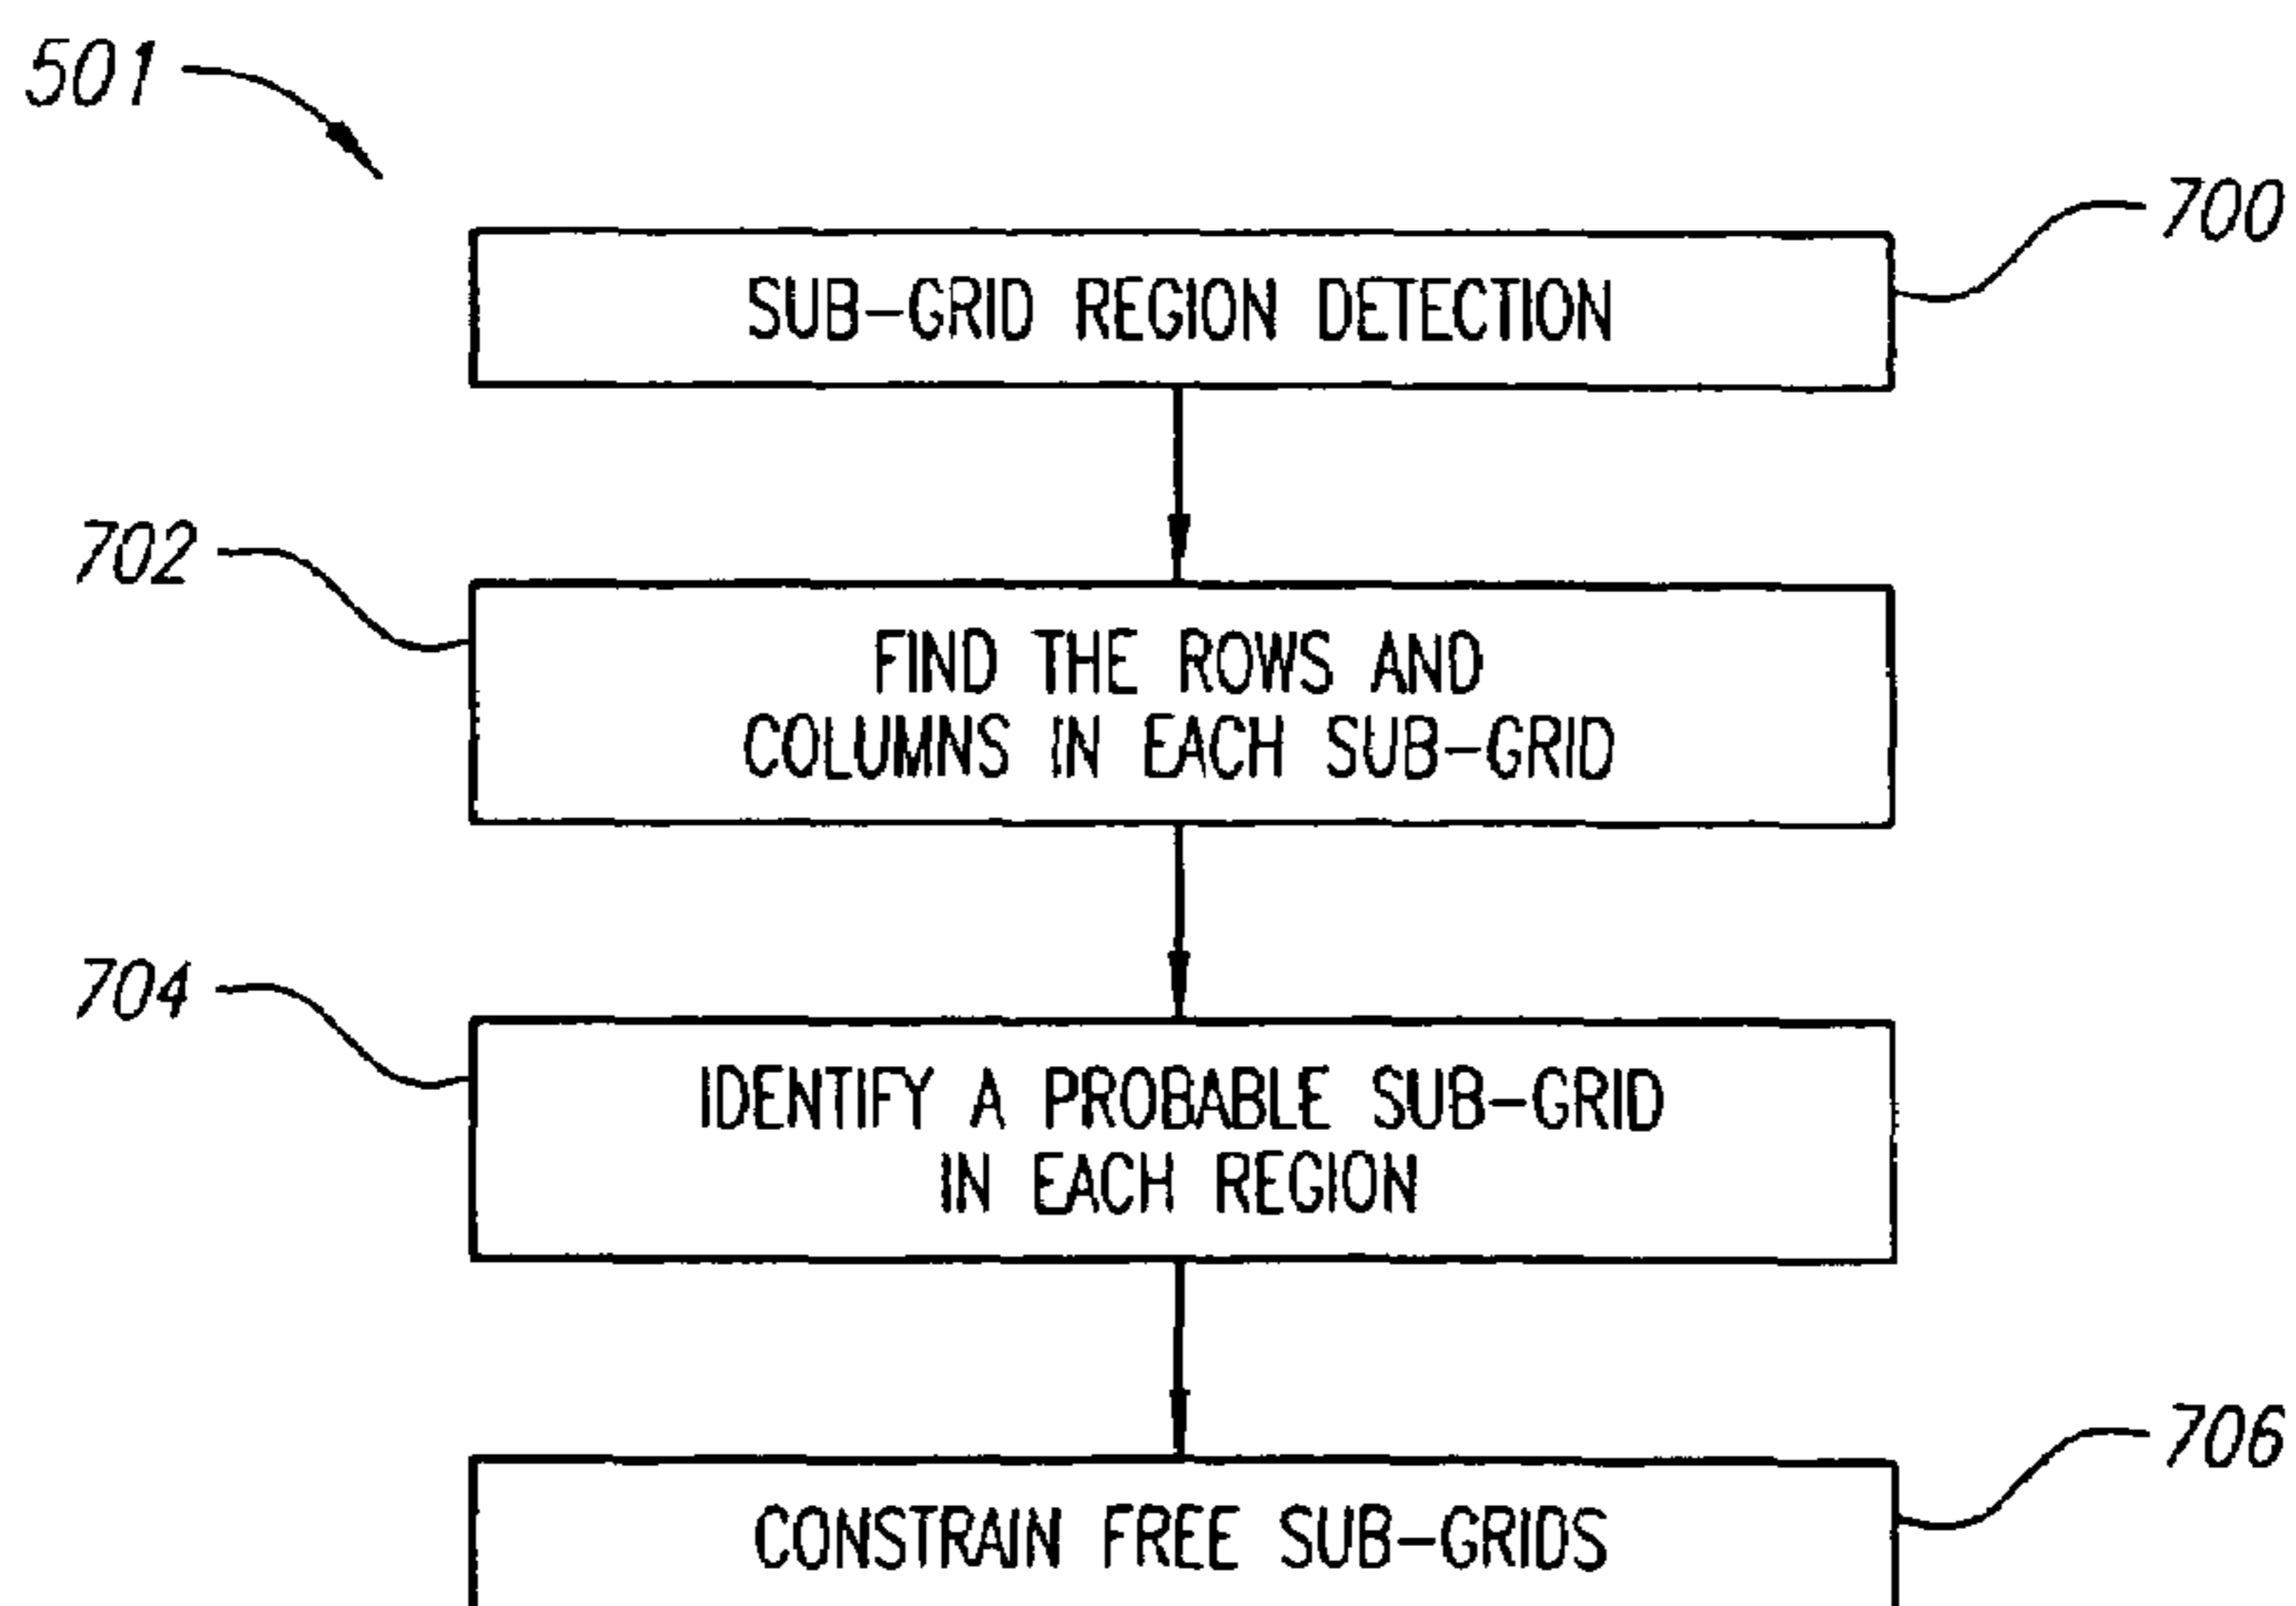 501
700
SUB-GRID REGION DETECTION
702
FIND THE ROWS AND
COLUMNS IN EACH SUB-GRID
704
IDENTIFY A PROBABLE SUB-GRID
IN EACH REGION
706
CONSTRAIN FREE SUB-GRIDS